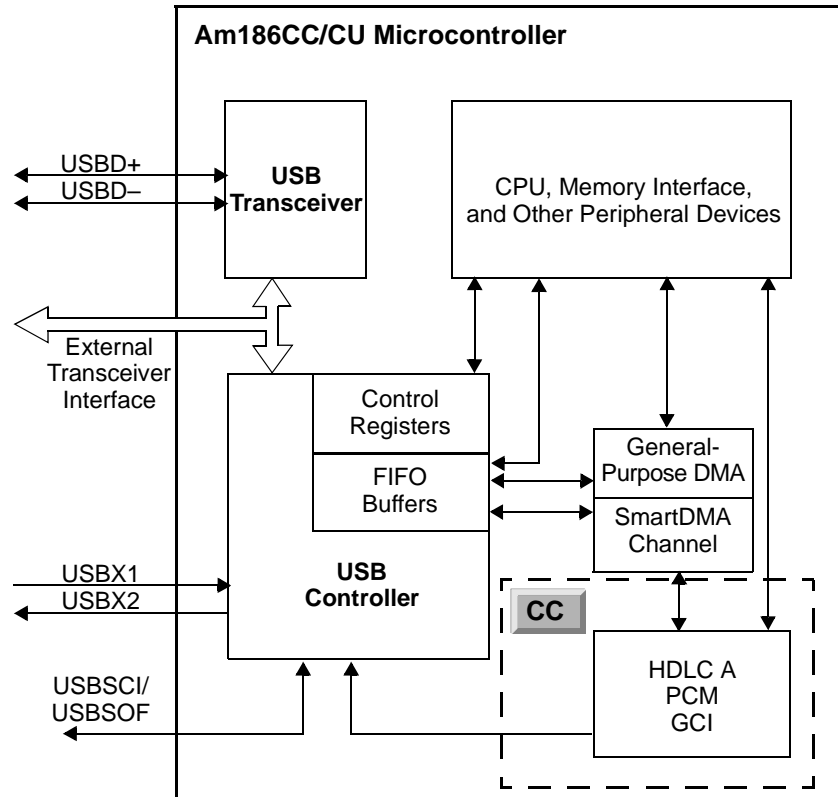 Am186CC/CU Microcontroller
USBD+
USBD–
USB
Transceiver
CPU, Memory Interface,
and Other Peripheral Devices
External
Transceiver
Interface
Control
Registers
FIFO
Buffers
General-
Purpose DMA
SmartDMA
Channel
USBX1
USBX2
USB
Controller
CC
USBSCI/
USBSOF
HDLC A
PCM
GCI